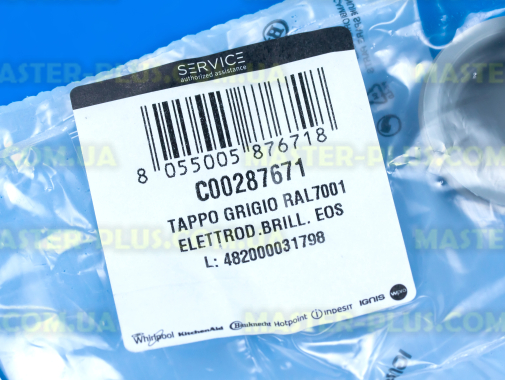 SERVICE
authorized assistance
8 055005 876718
C00287671
TAPPO GRIGIO RAL7001
ELETTROD.BRILL. EOS
L: 482000031798
Whirlpool KitchenAid Bauknecht Hotpoint indesit IGNIS wpro
MASTER-PLUS.COM.UA